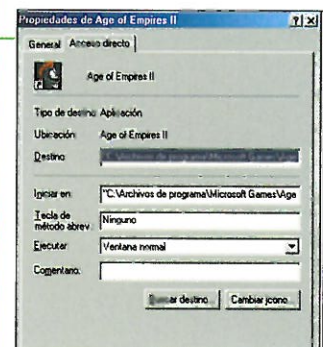 Propiedades de Age of Empires II
General Acceso directo
Age of Empires II
Tipo de destino: Aplicación
Ubicación: Age of Empires II
Destino:
Iniciar en: "C:\Archivos de programa\Microsoft Games\Age
Tecla de método abrev.: Ninguno
Ejecutar: Ventana normal
Comentario:
Buscar destino... Cambiar icono...